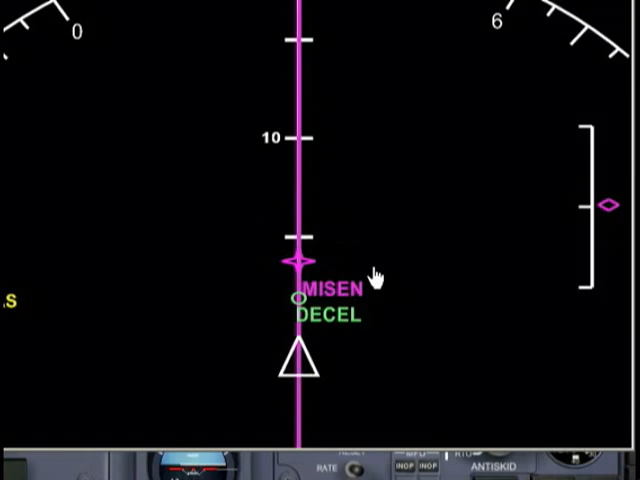 0
6
10
MISEN
.S
DECEL
RATE
INOP INOP
ANTISKID